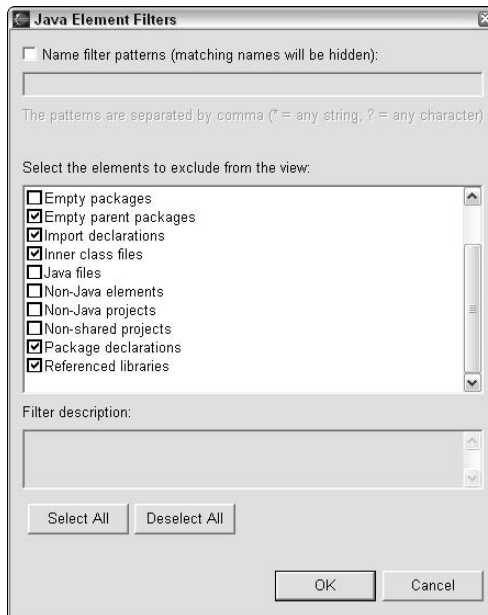 Java Element Filters
Name filter patterns (matching names will be hidden):
The patterns are separated by comma (* = any string, ? = any character)
Select the elements to exclude from the view:
Empty packages
Empty parent packages
Import declarations
Inner class files
Java files
Non-Java elements
Non-Java projects
Non-shared projects
Package declarations
Referenced libraries
Filter description:
Select All
Deselect All
OK
Cancel